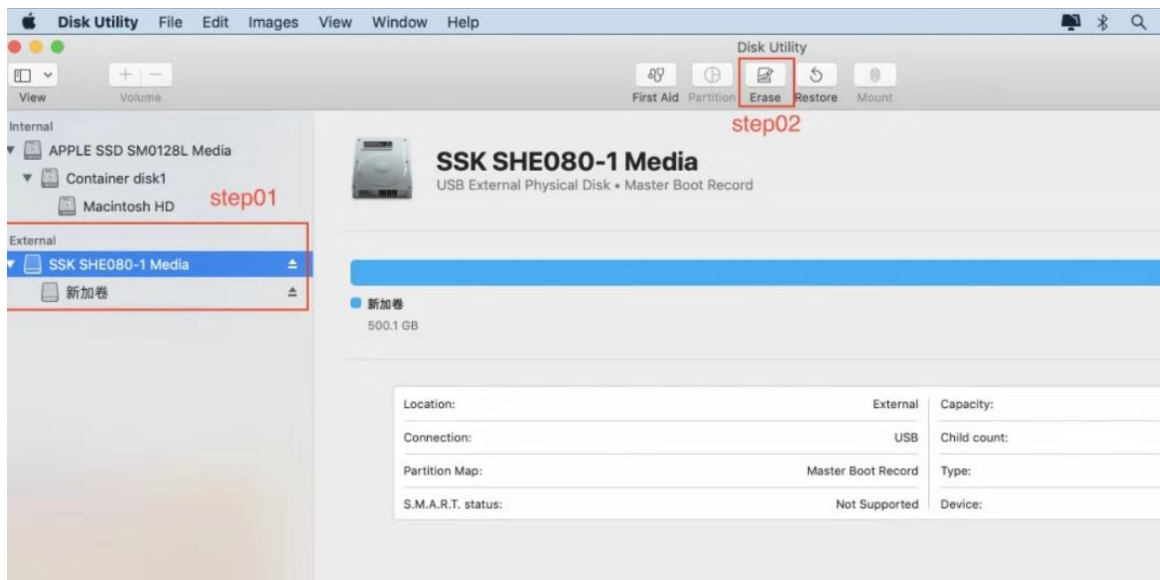 Disk Utility File Edit Images View Window Help
Disk Utility
View Volume First Aid Partition Erase Restore Mount
step02
Internal
APPLE SSD SM0128L Media
Container disk1
Macintosh HD
step01
External
SSK SHE080-1 Media
新加卷
SSK SHE080-1 Media
USB External Physical Disk • Master Boot Record
新加卷
500.1 GB
Location: External Capacity:
Connection: USB Child count:
Partition Map: Master Boot Record Type:
S.M.A.R.T. status: Not Supported Device: